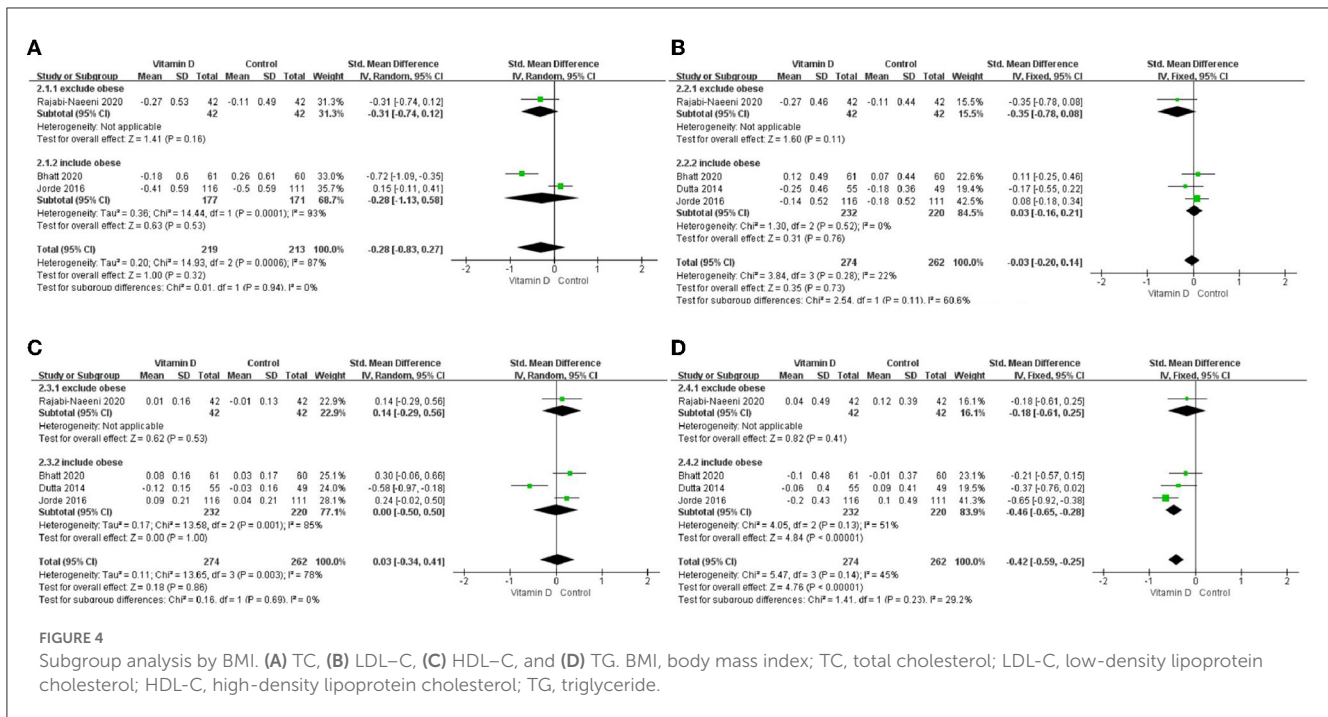 A
Vitamin D Control Std. Mean Difference Std. Mean Difference
Study or Subgroup Mean SD Total Mean SD Total Weight IV, Random, 95% CI IV, Random, 95% CI
2.1.1 exclude obese
Rajabi-Naeeni 2020 -0.27 0.53 42 -0.11 0.49 42 31.3% -0.31 [-0.74, 0.12]
Subtotal (95% CI) 42 42 31.3% -0.31 [-0.74, 0.12]
Heterogeneity: Not applicable
Test for overall effect: Z = 1.41 (P = 0.16)
2.1.2 include obese
Bhatt 2020 -0.18 0.6 61 0.26 0.61 60 33.0% -0.72 [-1.09, -0.35]
Jorde 2016 -0.41 0.59 116 -0.5 0.59 111 35.7% 0.15 [-0.11, 0.41]
Subtotal (95% CI) 177 171 68.7% -0.28 [-1.13, 0.58]
Heterogeneity: Tau² = 0.36; Chi² = 14.44, df = 1 (P = 0.0001); I² = 93%
Test for overall effect: Z = 0.63 (P = 0.53)
Total (95% CI) 219 213 100.0% -0.28 [-0.83, 0.27]
Heterogeneity: Tau² = 0.20; Chi² = 14.93, df = 2 (P = 0.0006); I² = 87%
Test for overall effect: Z = 1.00 (P = 0.32)
Test for subgroup differences: Chi² = 0.01, df = 1 (P = 0.94), I² = 0%
-2 -1 0 1 2
Vitamin D Control
B
Vitamin D Control Std. Mean Difference Std. Mean Difference
Study or Subgroup Mean SD Total Mean SD Total Weight IV, Fixed, 95% CI IV, Fixed, 95% CI
2.2.1 exclude obese
Rajabi-Naeeni 2020 -0.27 0.46 42 -0.11 0.44 42 15.5% -0.35 [-0.78, 0.08]
Subtotal (95% CI) 42 42 15.5% -0.35 [-0.78, 0.08]
Heterogeneity: Not applicable
Test for overall effect: Z = 1.60 (P = 0.11)
2.2.2 include obese
Bhatt 2020 0.12 0.49 61 0.07 0.44 60 22.6% 0.11 [-0.25, 0.46]
Dutta 2014 -0.25 0.46 55 -0.18 0.36 49 19.4% -0.17 [-0.55, 0.22]
Jorde 2016 -0.14 0.52 116 -0.18 0.52 111 42.5% 0.08 [-0.18, 0.34]
Subtotal (95% CI) 232 220 84.5% 0.03 [-0.16, 0.21]
Heterogeneity: Chi² = 1.30, df = 2 (P = 0.52); I² = 0%
Test for overall effect: Z = 0.31 (P = 0.76)
Total (95% CI) 274 262 100.0% -0.03 [-0.20, 0.14]
Heterogeneity: Chi² = 3.84, df = 3 (P = 0.28); I² = 22%
Test for overall effect: Z = 0.35 (P = 0.73)
Test for subgroup differences: Chi² = 2.54, df = 1 (P = 0.11), I² = 60.6%
-2 -1 0 1 2
Vitamin D Control
C
Vitamin D Control Std. Mean Difference Std. Mean Difference
Study or Subgroup Mean SD Total Mean SD Total Weight IV, Random, 95% CI IV, Random, 95% CI
2.3.1 exclude obese
Rajabi-Naeeni 2020 0.01 0.16 42 -0.01 0.13 42 22.9% 0.14 [-0.29, 0.56]
Subtotal (95% CI) 42 42 22.9% 0.14 [-0.29, 0.56]
Heterogeneity: Not applicable
Test for overall effect: Z = 0.62 (P = 0.53)
2.3.2 include obese
Bhatt 2020 0.08 0.16 61 0.03 0.17 60 25.1% 0.30 [-0.06, 0.66]
Dutta 2014 -0.12 0.15 55 -0.03 0.16 49 24.0% -0.58 [-0.97, -0.18]
Jorde 2016 0.09 0.21 116 0.04 0.21 111 28.1% 0.24 [-0.02, 0.50]
Subtotal (95% CI) 232 220 77.1% 0.00 [-0.50, 0.50]
Heterogeneity: Tau² = 0.17; Chi² = 13.58, df = 2 (P = 0.001); I² = 85%
Test for overall effect: Z = 0.00 (P = 1.00)
Total (95% CI) 274 262 100.0% 0.03 [-0.34, 0.41]
Heterogeneity: Tau² = 0.11; Chi² = 13.65, df = 3 (P = 0.003); I² = 78%
Test for overall effect: Z = 0.18 (P = 0.86)
Test for subgroup differences: Chi² = 0.16, df = 1 (P = 0.69), I² = 0%
-2 -1 0 1 2
Vitamin D Control
D
Vitamin D Control Std. Mean Difference Std. Mean Difference
Study or Subgroup Mean SD Total Mean SD Total Weight IV, Fixed, 95% CI IV, Fixed, 95% CI
2.4.1 exclude obese
Rajabi-Naeeni 2020 0.04 0.49 42 0.12 0.39 42 16.1% -0.18 [-0.61, 0.25]
Subtotal (95% CI) 42 42 16.1% -0.18 [-0.61, 0.25]
Heterogeneity: Not applicable
Test for overall effect: Z = 0.82 (P = 0.41)
2.4.2 include obese
Bhatt 2020 -0.1 0.48 61 -0.01 0.37 60 23.1% -0.21 [-0.57, 0.15]
Dutta 2014 -0.06 0.4 55 0.09 0.41 49 19.5% -0.37 [-0.76, 0.02]
Jorde 2016 -0.2 0.43 116 0.1 0.49 111 41.3% -0.65 [-0.92, -0.38]
Subtotal (95% CI) 232 220 83.9% -0.46 [-0.65, -0.28]
Heterogeneity: Chi² = 4.05, df = 2 (P = 0.13); I² = 51%
Test for overall effect: Z = 4.84 (P < 0.00001)
Total (95% CI) 274 262 100.0% -0.42 [-0.59, -0.25]
Heterogeneity: Chi² = 5.47, df = 3 (P = 0.14); I² = 45%
Test for overall effect: Z = 4.76 (P < 0.00001)
Test for subgroup differences: Chi² = 1.41, df = 1 (P = 0.23), I² = 29.2%
-2 -1 0 1 2
Vitamin D Control
FIGURE 4
Subgroup analysis by BMI. (A) TC, (B) LDL–C, (C) HDL–C, and (D) TG. BMI, body mass index; TC, total cholesterol; LDL-C, low-density lipoprotein
cholesterol; HDL-C, high-density lipoprotein cholesterol; TG, triglyceride.